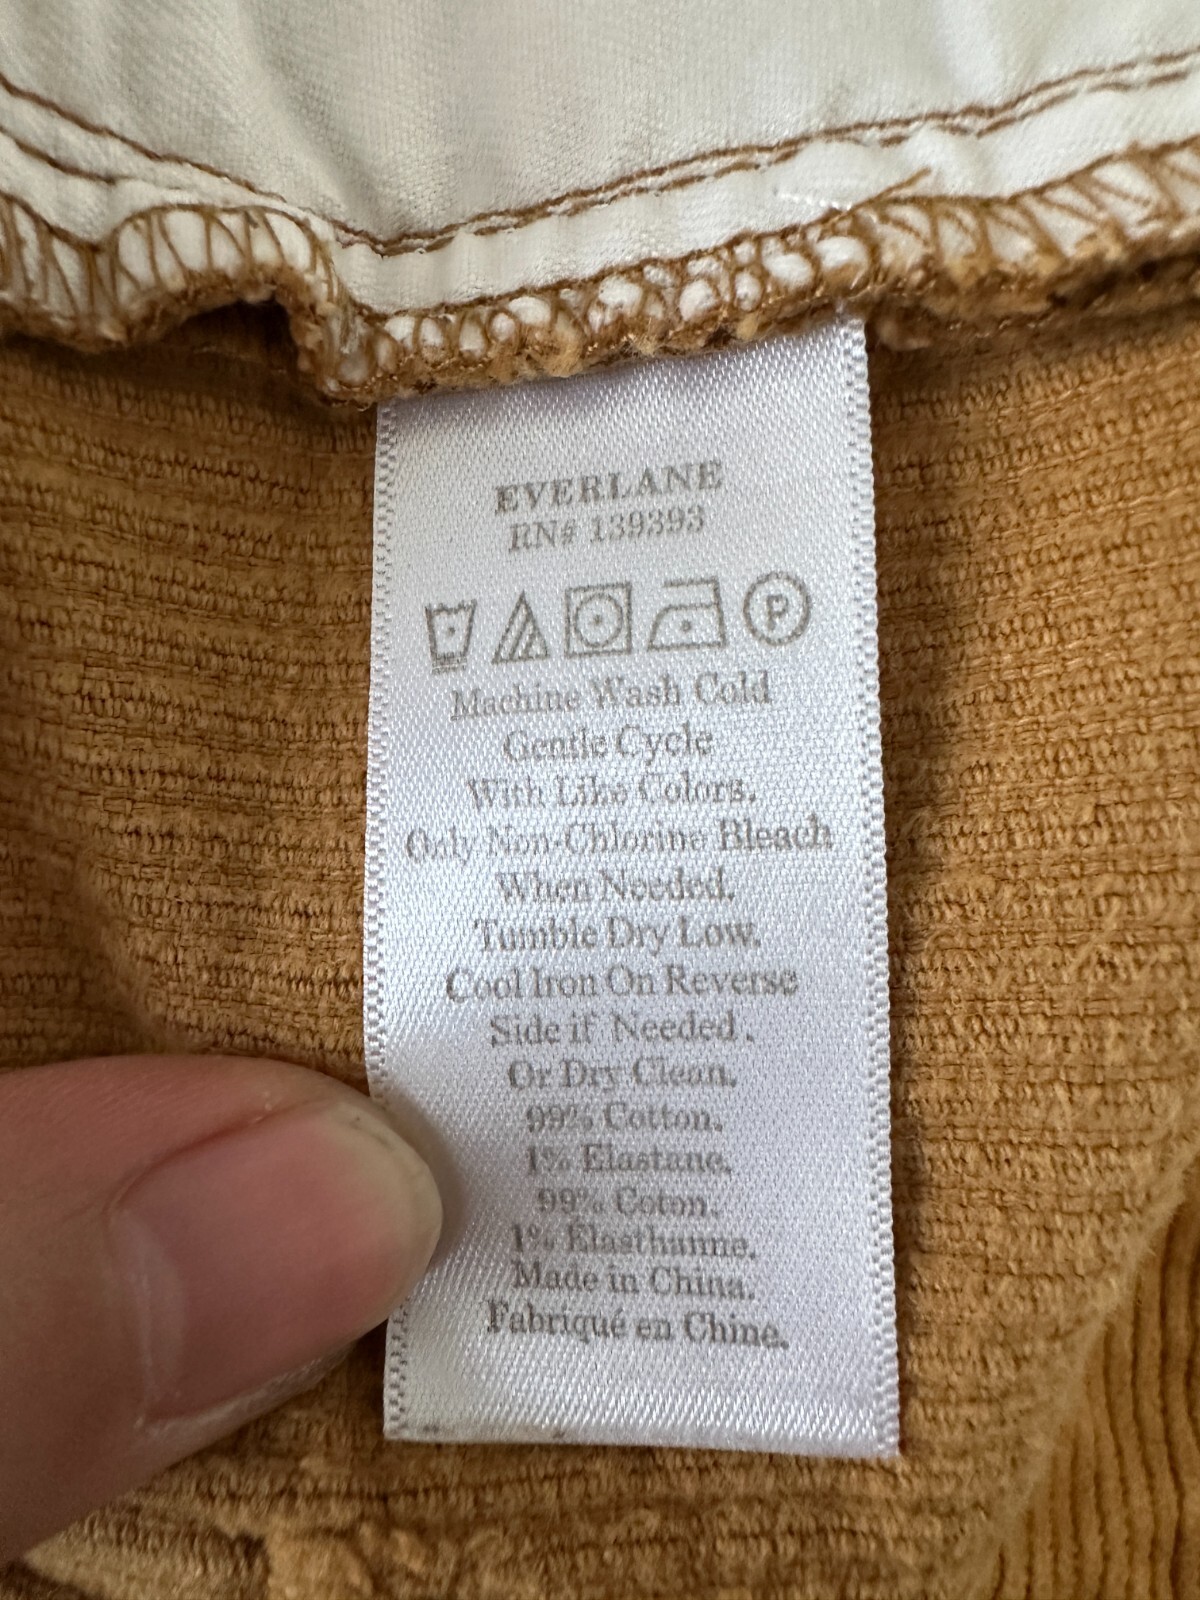 EVERLANE
RN# 139393
P
Machine Wash Cold
Gentle Cycle
With Like Colors.
Only Non-Chlorine Bleach
When Needed.
Tumble Dry Low.
Cool Iron On Reverse
Side if Needed.
Or Dry Clean.
99% Cotton.
1% Elastane.
99% Coton.
1% Élasthanne.
Made in China.
Fabriqué en Chine.